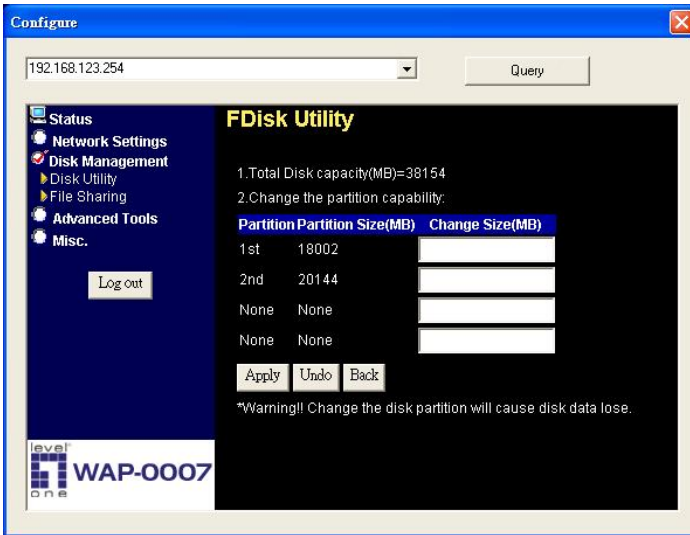 Configure
192.168.123.254
Query
Status
Network Settings
Disk Management
Disk Utility
File Sharing
Advanced Tools
Misc.
Log out
level
one
WAP-0007
FDisk Utility
1.Total Disk capacity(MB)=38154
2.Change the partition capability:
Partition Partition Size(MB) Change Size(MB)
1st 18002
2nd 20144
None None
None None
Apply Undo Back
*Warning!! Change the disk partition will cause disk data lose.